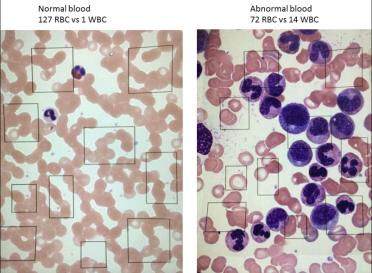 Normal blood
127 RBC vs 1 WBC
Abnormal blood
72 RBC vs 14 WBC